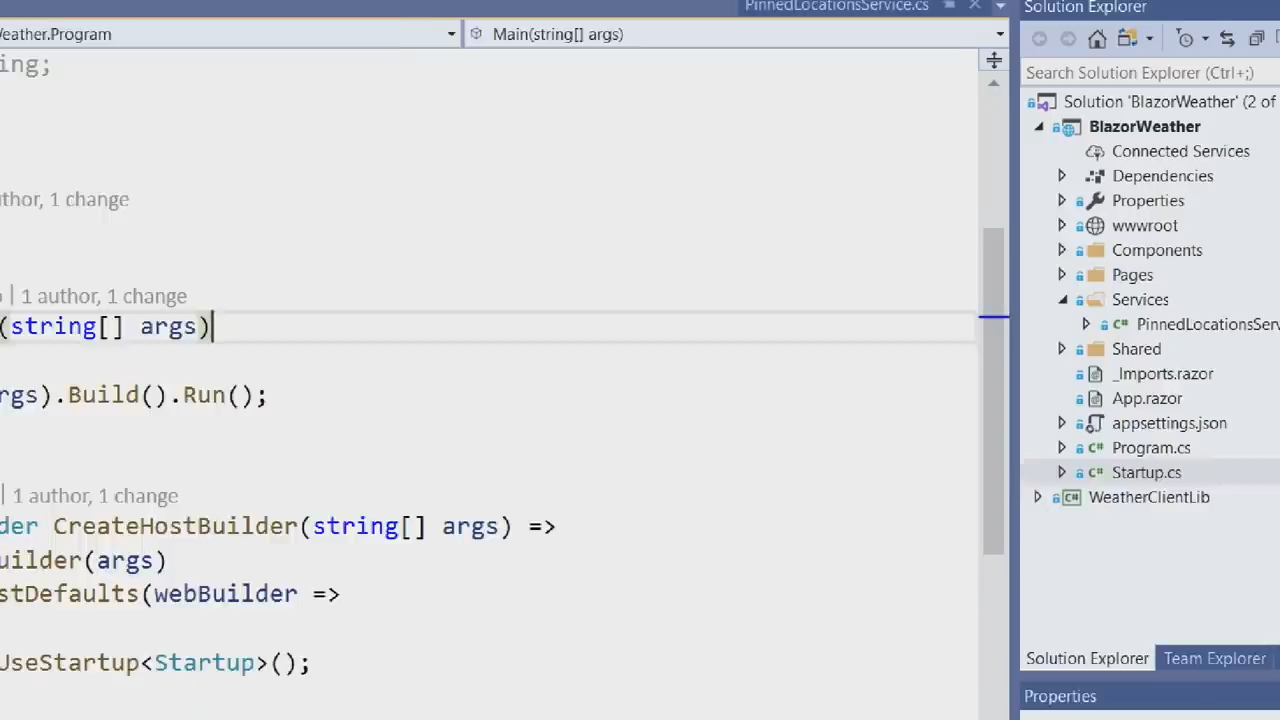 PinnedLocationsService.cs
eather.Program
Main(string[] args)
ing;
thor, 1 change
| 1 author, 1 change
(string[] args)
rgs).Build().Run();
| 1 author, 1 change
der CreateHostBuilder(string[] args) =>
uilder(args)
stDefaults(webBuilder =>
UseStartup<Startup>();
Solution Explorer
Search Solution Explorer (Ctrl+;)
Solution 'BlazorWeather' (2 of
BlazorWeather
Connected Services
Dependencies
Properties
wwwroot
Components
Pages
Services
C# PinnedLocationsServ
Shared
_Imports.razor
App.razor
appsettings.json
C# Program.cs
C# Startup.cs
C# WeatherClientLib
Solution Explorer
Team Explorer
Properties